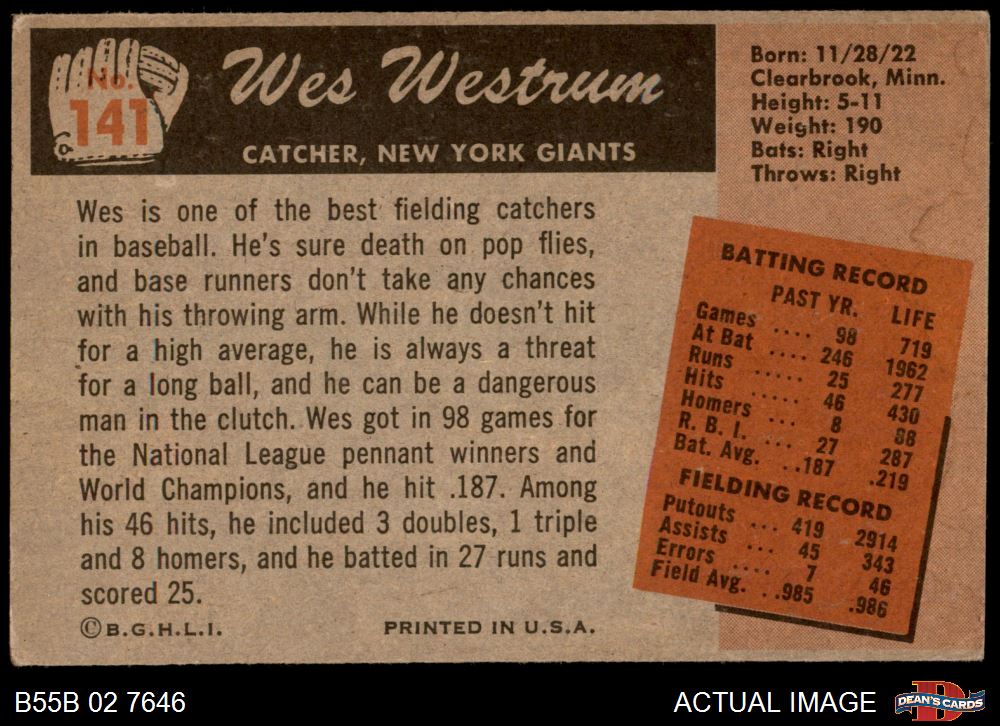 No.
141
Wes Westrum
CATCHER, NEW YORK GIANTS
Born: 11/28/22
Clearbrook, Minn.
Height: 5-11
Weight: 190
Bats: Right
Throws: Right
Wes is one of the best fielding catchers
in baseball. He's sure death on pop flies,
and base runners don't take any chances
with his throwing arm. While he doesn't hit
for a high average, he is always a threat
for a long ball, and he can be a dangerous
man in the clutch. Wes got in 98 games for
the National League pennant winners and
World Champions, and he hit .187. Among
his 46 hits, he included 3 doubles, 1 triple
and 8 homers, and he batted in 27 runs and
scored 25.
©B.G.H.L.I. PRINTED IN U.S.A.
BATTING RECORD
PAST YR. LIFE
Games .... 98 719
At Bat .... 246 1962
Runs ..... 25 277
Hits ..... 46 430
Homers ... 8 88
R. B. I. ... 27 287
Bat. Avg. ..187 .219
FIELDING RECORD
Putouts ... 419 2914
Assists ... 45 343
Errors .... 7 46
Field Avg. ..985 .986
B55B 02 7646 ACTUAL IMAGE DEAN'S CARDS